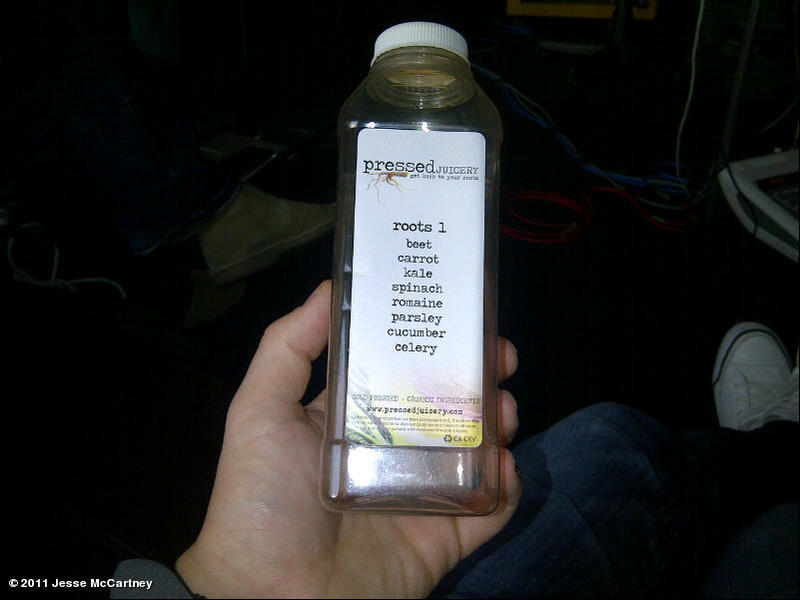 pressedJUICERY
get back to your roots
roots 1
beet
carrot
kale
spinach
romaine
parsley
cucumber
celery
COLD-PRESSED - ORGANIC INGREDIENTS
www.pressedjuicery.com
CA CRV
© 2011 Jesse McCartney